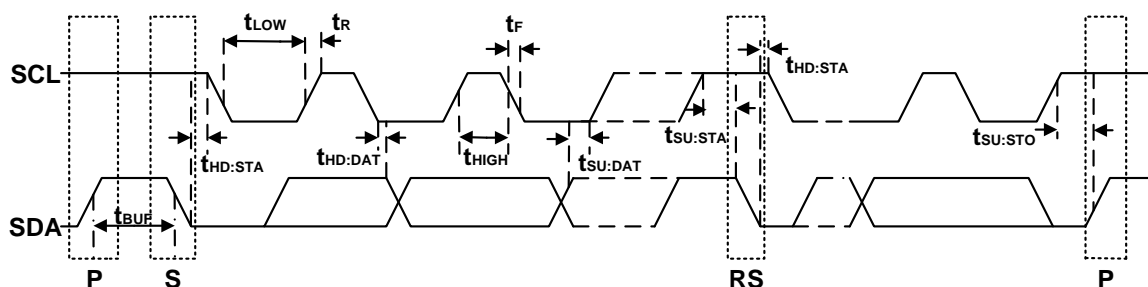 tLOW
tR
tF
SCL
tHD:STA
tHD:STA
tHD:DAT
tHIGH
tSU:DAT
tSU:STA
tSU:STO
SDA
tBUF
P
S
RS
P